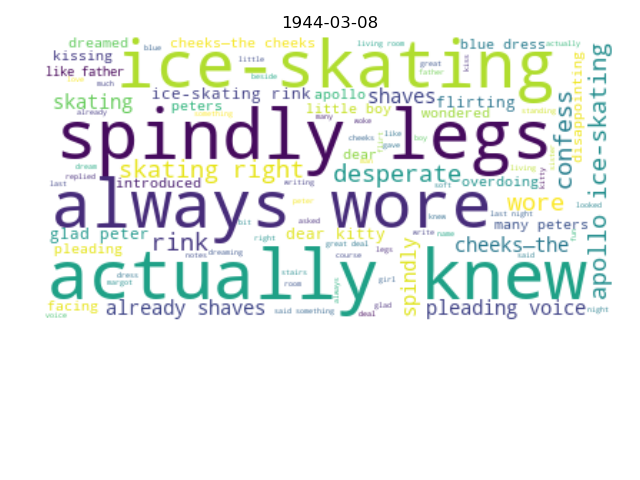 1944-03-08
dreamed
blue
cheeks—the cheeks
living room
blue dress
actually
kissing
little
great
father
kiss
like father
ice-skating
beside
much
ice-skating rink
apollo
shaves
flirting
skating
peters
little boy
wondered
standing
already
something
many
woke
like
boy
spindly legs
cheeks
gave
dear
dream
skating right
desperate
living
kitty
sister
replied
last
introduced
writing
soft
overdoing
looked
confess
disappointing
apollo ice-skating
always wore
peter
knew
wore
last night
many peters
bit
asked
write
name
glad peter
rink
right
dear kitty
spindly
cheeks—the
pleading
notes
dreaming
great deal
course
legs
said
actually knew
dress
margot
stairs
room
always
girl
facing
already shaves
said something
glad
deal
pleading voice
night
voice